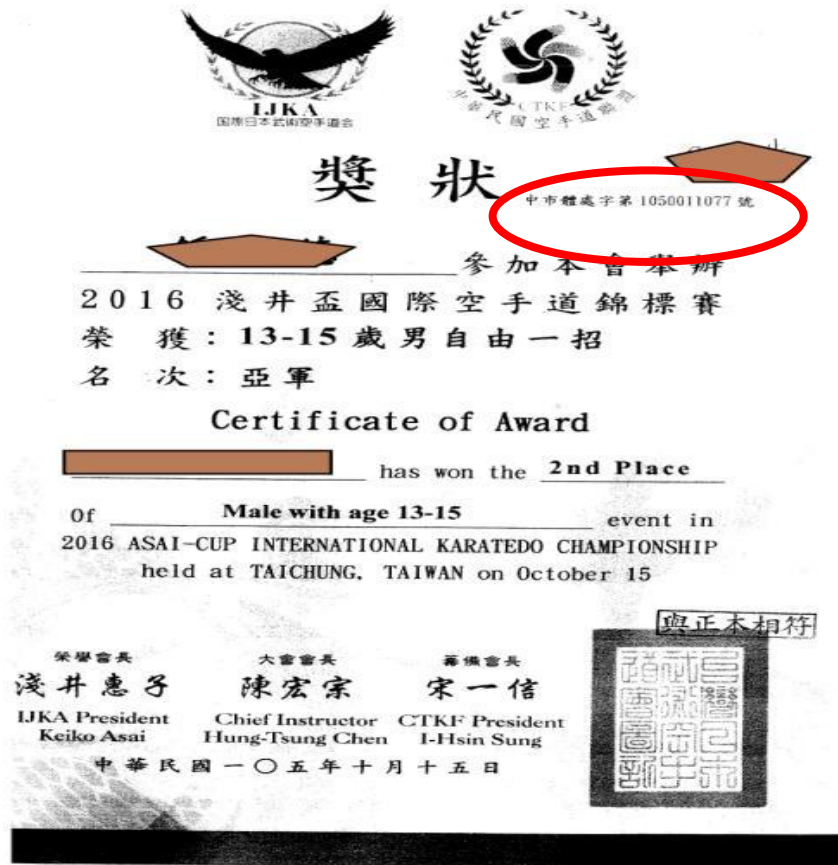 IJKA
国際日本武術空手道会
CTKF
中華民國空手道聯盟
獎狀
中市體處字第 1050011077 號
參加本會舉辦
2016 淺井盃國際空手道錦標賽
榮獲：13-15 歲男自由一招
名次：亞軍
Certificate of Award
has won the 2nd Place
Of Male with age 13-15 event in
2016 ASAI-CUP INTERNATIONAL KARATEDO CHAMPIONSHIP
held at TAICHUNG, TAIWAN on October 15
與正本相符
榮譽會長 大會會長 籌備會長
淺井惠子 陳宏宗 宋一信
IJKA President Chief Instructor CTKF President
Keiko Asai Hung-Tsung Chen I-Hsin Sung
中華民國一〇五年十月十五日